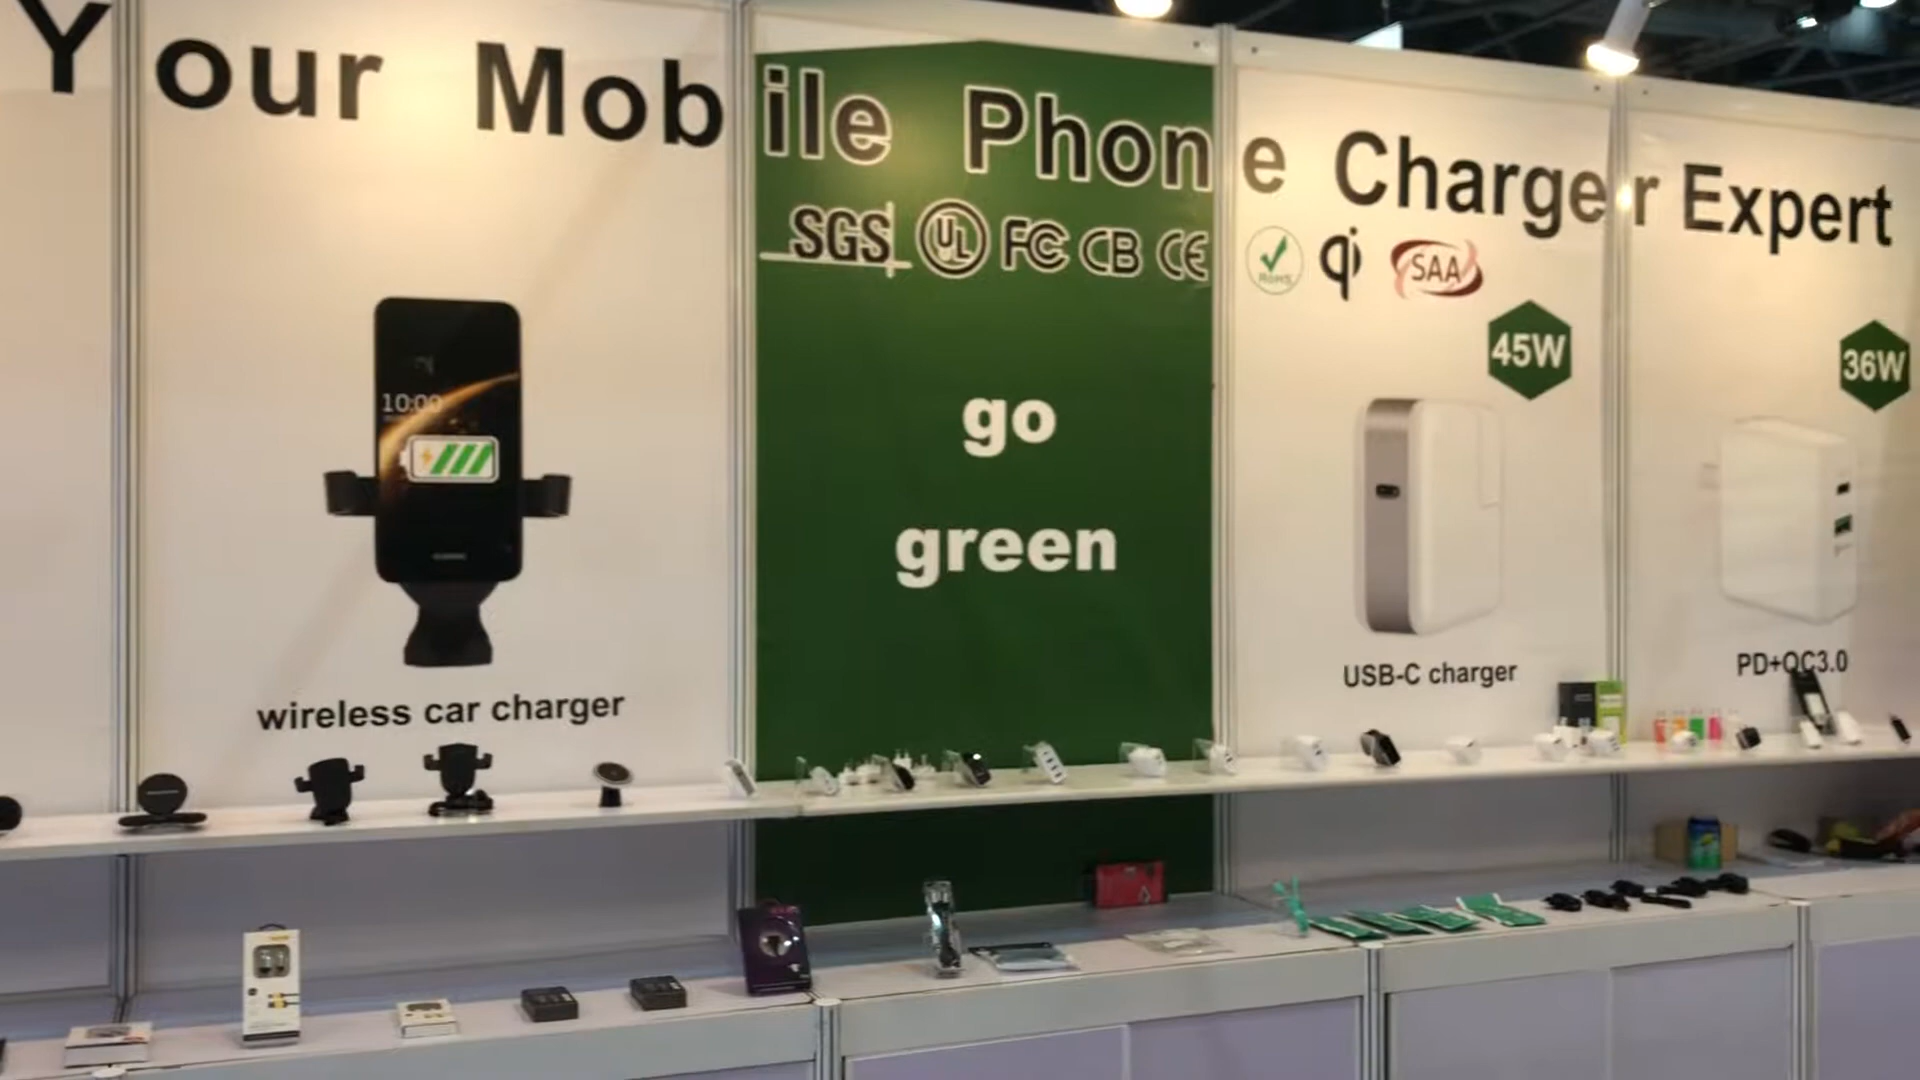 Your Mobile Phone Charger Expert
SGS UL FC CB CE RoHS qi SAA
45W
36W
10:00
go
green
USB-C charger
PD+QC3.0
wireless car charger